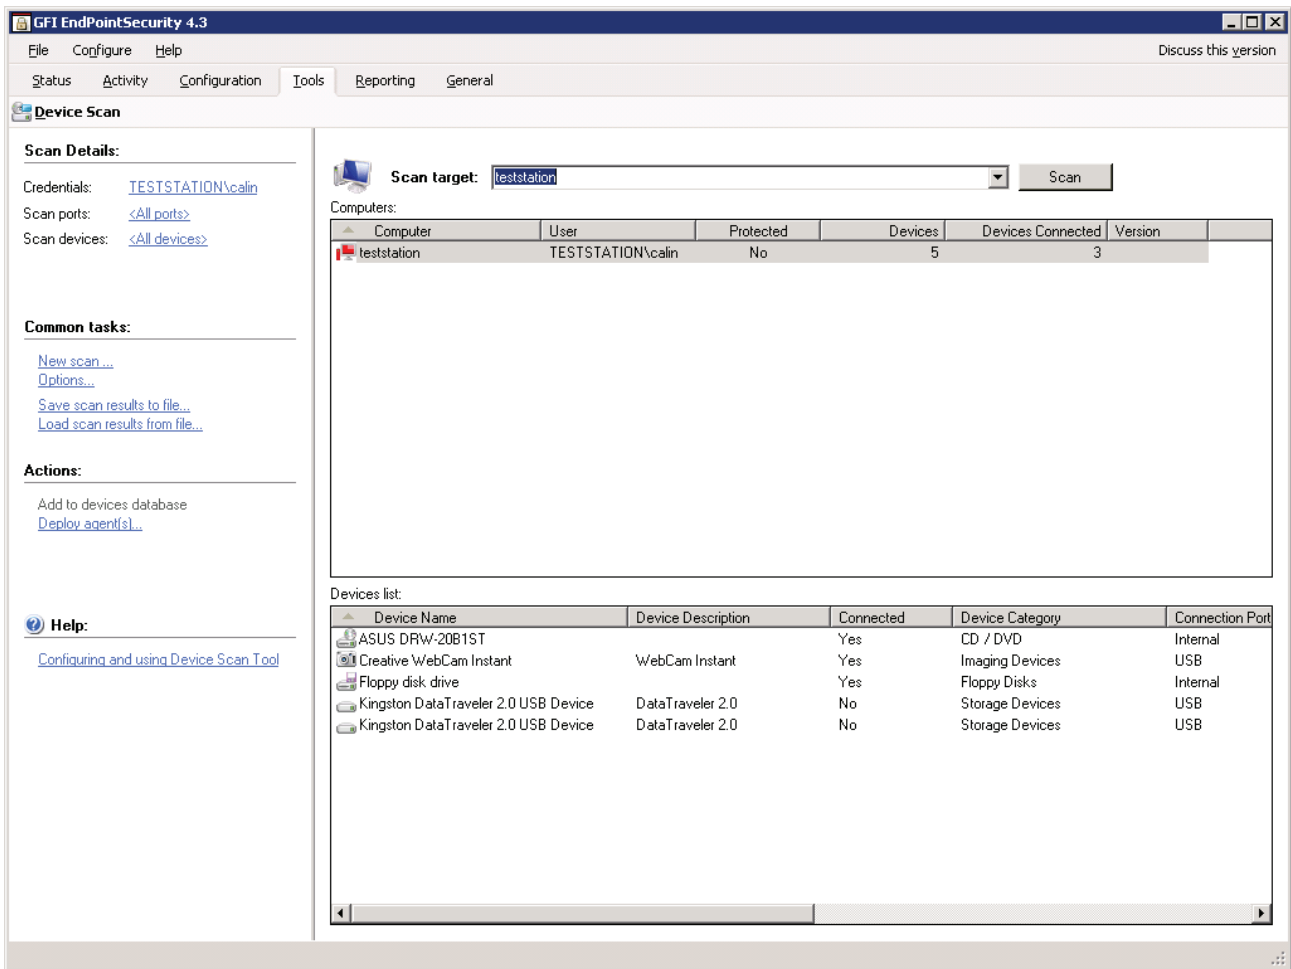 GFI EndPointSecurity 4.3
File Configure Help Discuss this version
Status Activity Configuration Tools Reporting General
Device Scan
Scan Details:
Credentials: TESTSTATION\calin
Scan ports: <All ports>
Scan devices: <All devices>
Common tasks:
New scan ...
Options...
Save scan results to file...
Load scan results from file...
Actions:
Add to devices database
Deploy agent(s)...
Help:
Configuring and using Device Scan Tool
Scan target: teststation Scan
Computers:
Computer User Protected Devices Devices Connected Version
teststation TESTSTATION\calin No 5 3
Devices list:
Device Name Device Description Connected Device Category Connection Port
ASUS DRW-20B1ST Yes CD / DVD Internal
Creative WebCam Instant WebCam Instant Yes Imaging Devices USB
Floppy disk drive Yes Floppy Disks Internal
Kingston DataTraveler 2.0 USB Device DataTraveler 2.0 No Storage Devices USB
Kingston DataTraveler 2.0 USB Device DataTraveler 2.0 No Storage Devices USB